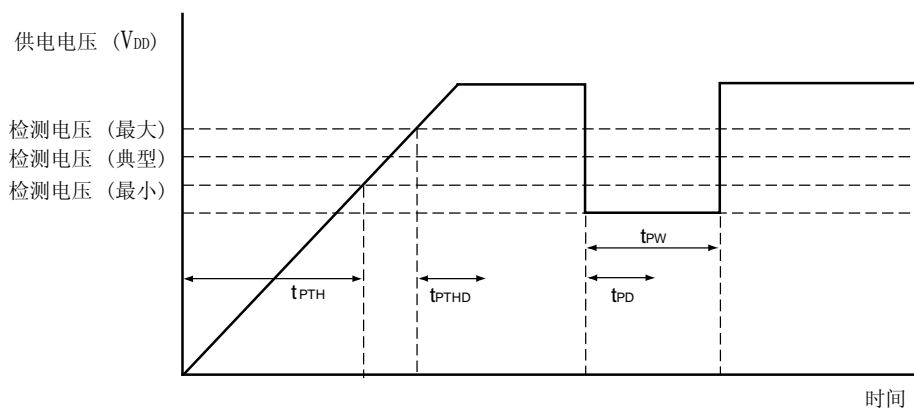 供电电压 (VDD)
检测电压 (最大)
检测电压 (典型)
检测电压 (最小)
tPW
tPTH
tPTHD
tPD
时间